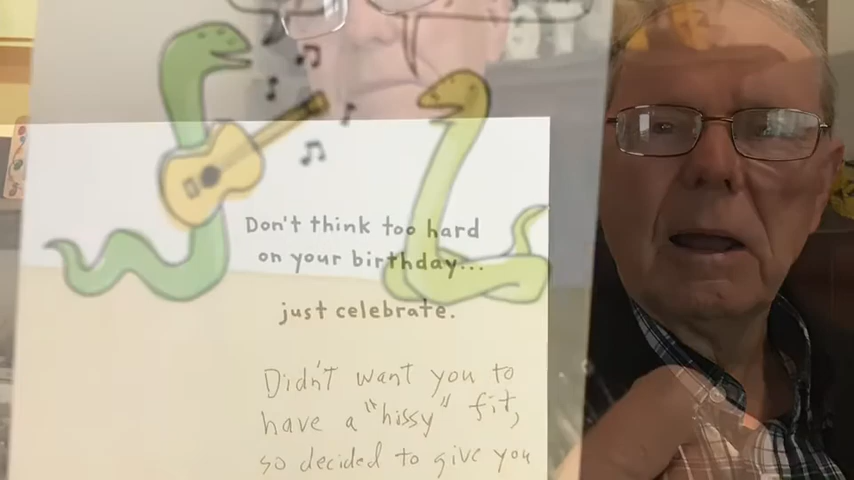 Don't think too hard
on your birthday...
just celebrate.
Didn't want you to
have a "hissy" fit,
so decided to give you